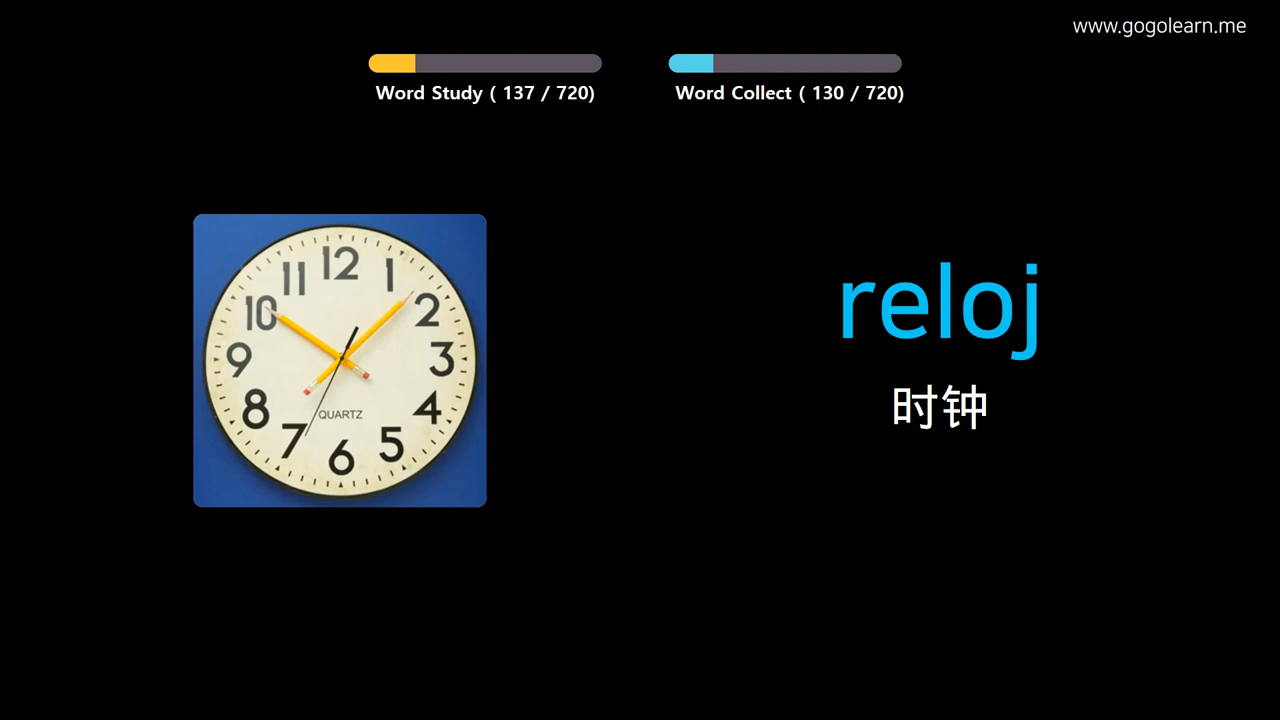 www.gogolearn.me
Word Study ( 137 / 720)
Word Collect ( 130 / 720)
12
11
1
10
2
9
3
8
4
QUARTZ
7
5
6
reloj
时钟